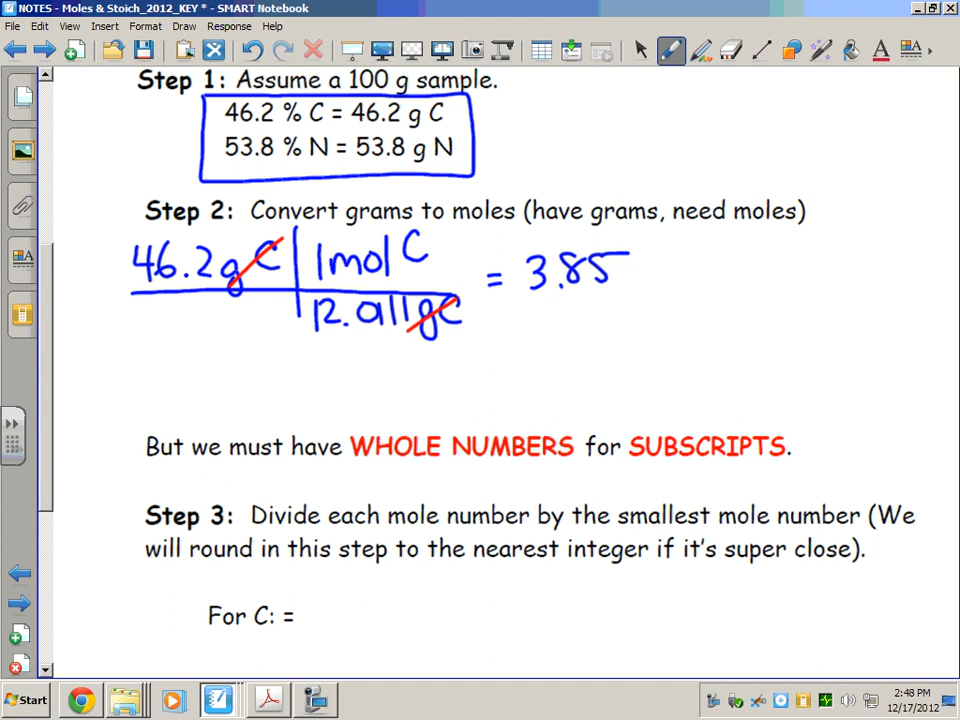 NOTES - Moles & Stoich_2012_KEY * - SMART Notebook
File Edit View Insert Format Draw Response Help
Step 1: Assume a 100 g sample.
46.2 % C = 46.2 g C
53.8 % N = 53.8 g N
Step 2: Convert grams to moles (have grams, need moles)
46.2g C | 1mol C = 3.85
12.011gC
But we must have WHOLE NUMBERS for SUBSCRIPTS.
Step 3: Divide each mole number by the smallest mole number (We
will round in this step to the nearest integer if it's super close).
For C: =
Start
2:48 PM
12/17/2012